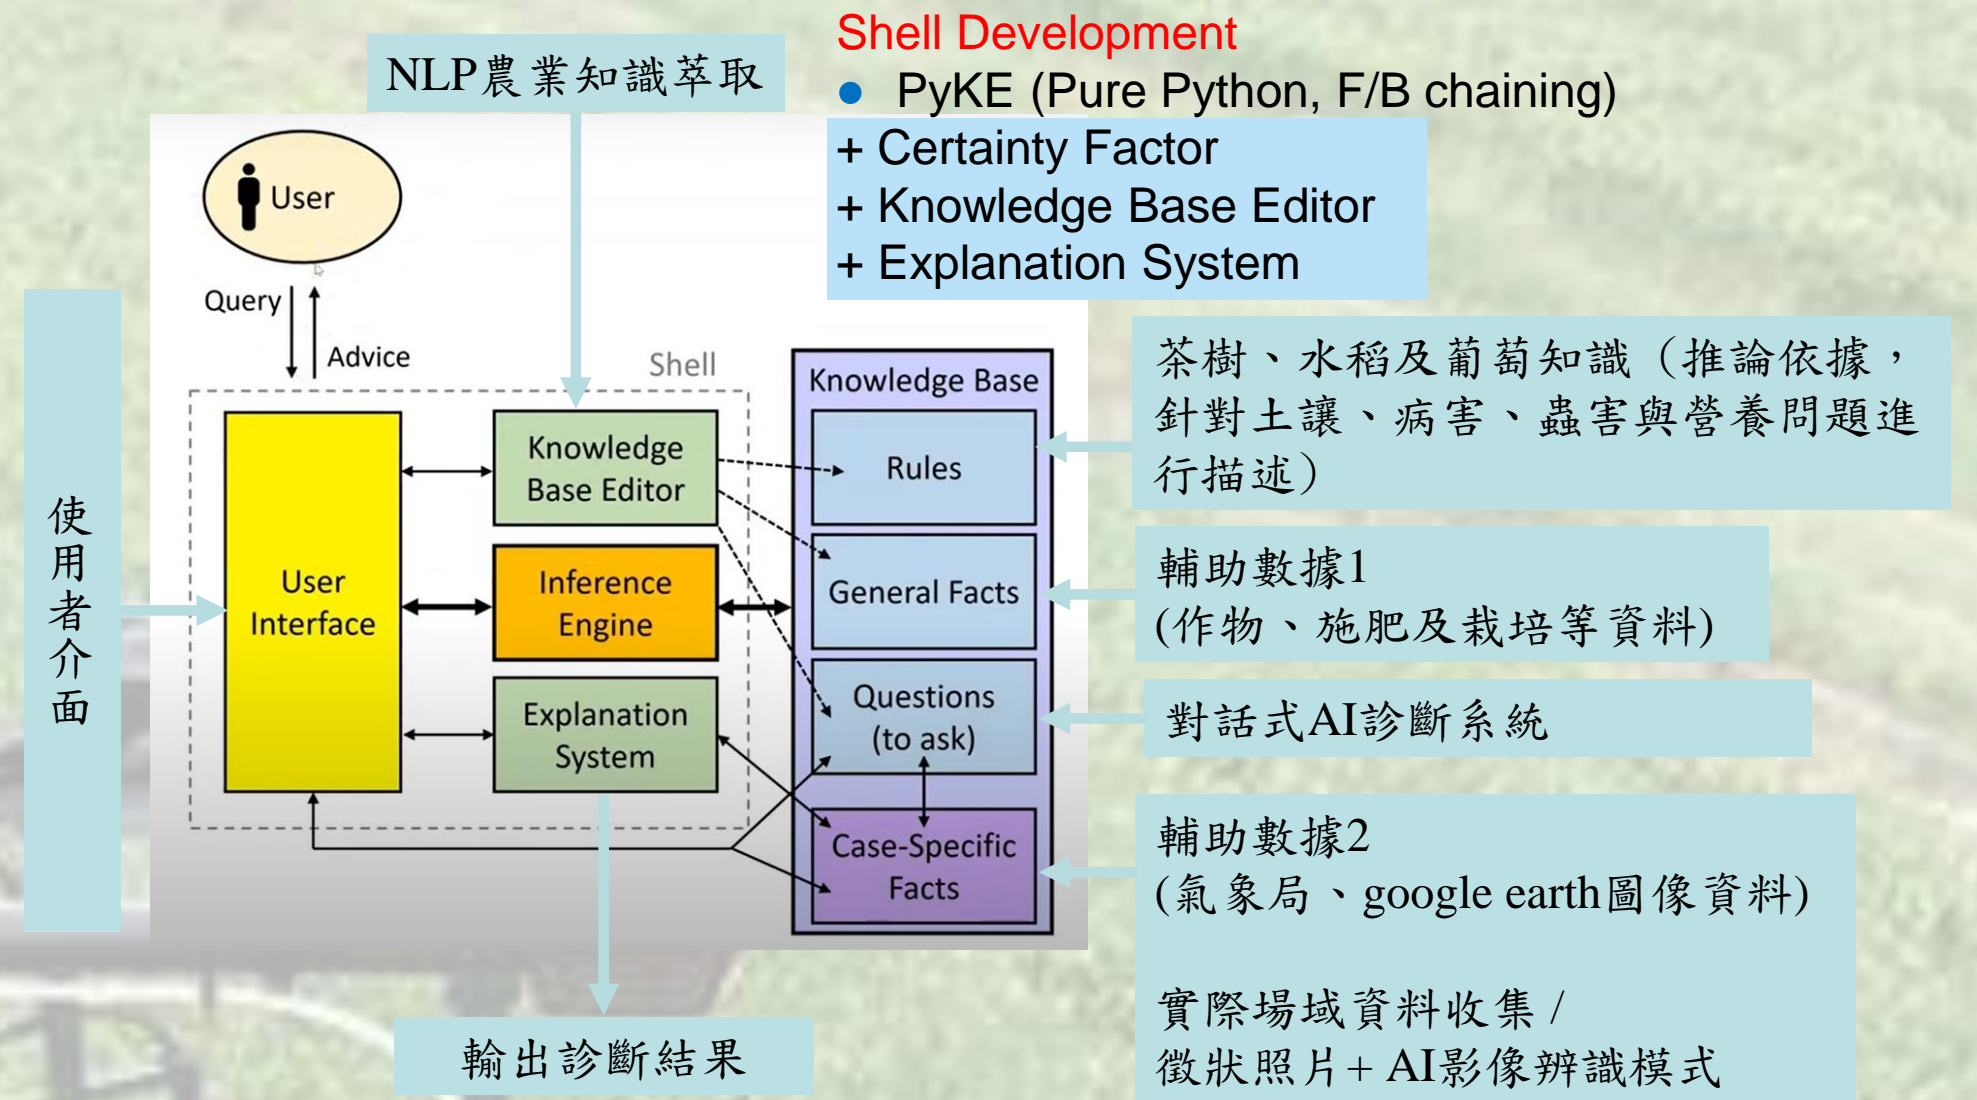 Shell Development
● PyKE (Pure Python, F/B chaining)
+ Certainty Factor
+ Knowledge Base Editor
+ Explanation System
NLP農業知識萃取
User
Query
Advice
Shell
使用者介面
User
Interface
Knowledge
Base Editor
Inference
Engine
Explanation
System
Knowledge Base
Rules
General Facts
Questions
(to ask)
Case-Specific
Facts
茶樹、水稻及葡萄知識（推論依據，
針對土讓、病害、蟲害與營養問題進
行描述）
輔助數據1
(作物、施肥及栽培等資料)
對話式AI診斷系統
輔助數據2
(氣象局、google earth圖像資料)
實際場域資料收集 /
徵狀照片+ AI影像辨識模式
輸出診斷結果